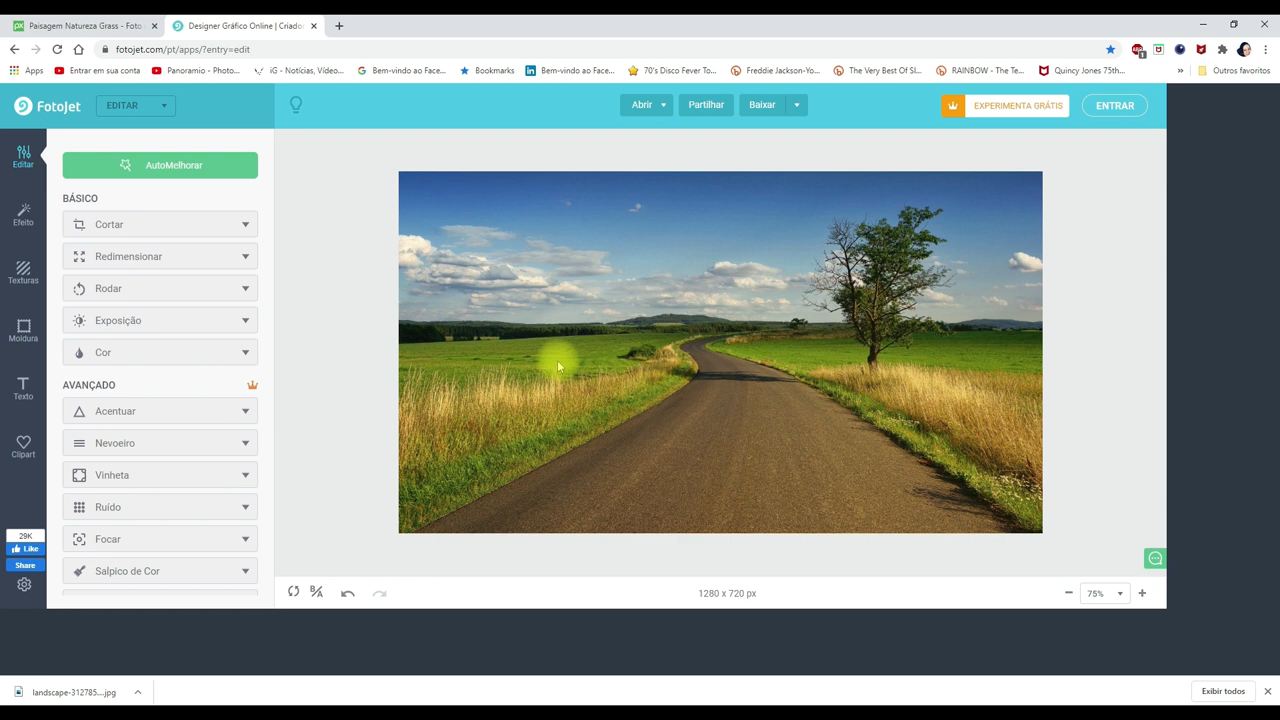 Paisagem Natureza Grass - Foto
Designer Gráfico Online | Criado
fotojet.com/pt/apps/?entry=edit
Apps
Entrar em sua conta
Panoramio - Photo...
iG - Notícias, Vídeo...
Bem-vindo ao Face...
Bookmarks
Bem-vindo ao Face...
70's Disco Fever To...
Freddie Jackson-Yo...
The Very Best Of Sl...
RAINBOW - The Te...
Quincy Jones 75th...
»
Outros favoritos
FotoJet
EDITAR
Abrir
Partilhar
Baixar
EXPERIMENTA GRÁTIS
ENTRAR
Editar
Efeito
Texturas
Moldura
Texto
Clipart
29K
Like
Share
AutoMelhorar
BÁSICO
Cortar
Redimensionar
Rodar
Exposição
Cor
AVANÇADO
Acentuar
Nevoeiro
Vinheta
Ruído
Focar
Salpico de Cor
1280 x 720 px
75%
landscape-312785....jpg
Exibir todos